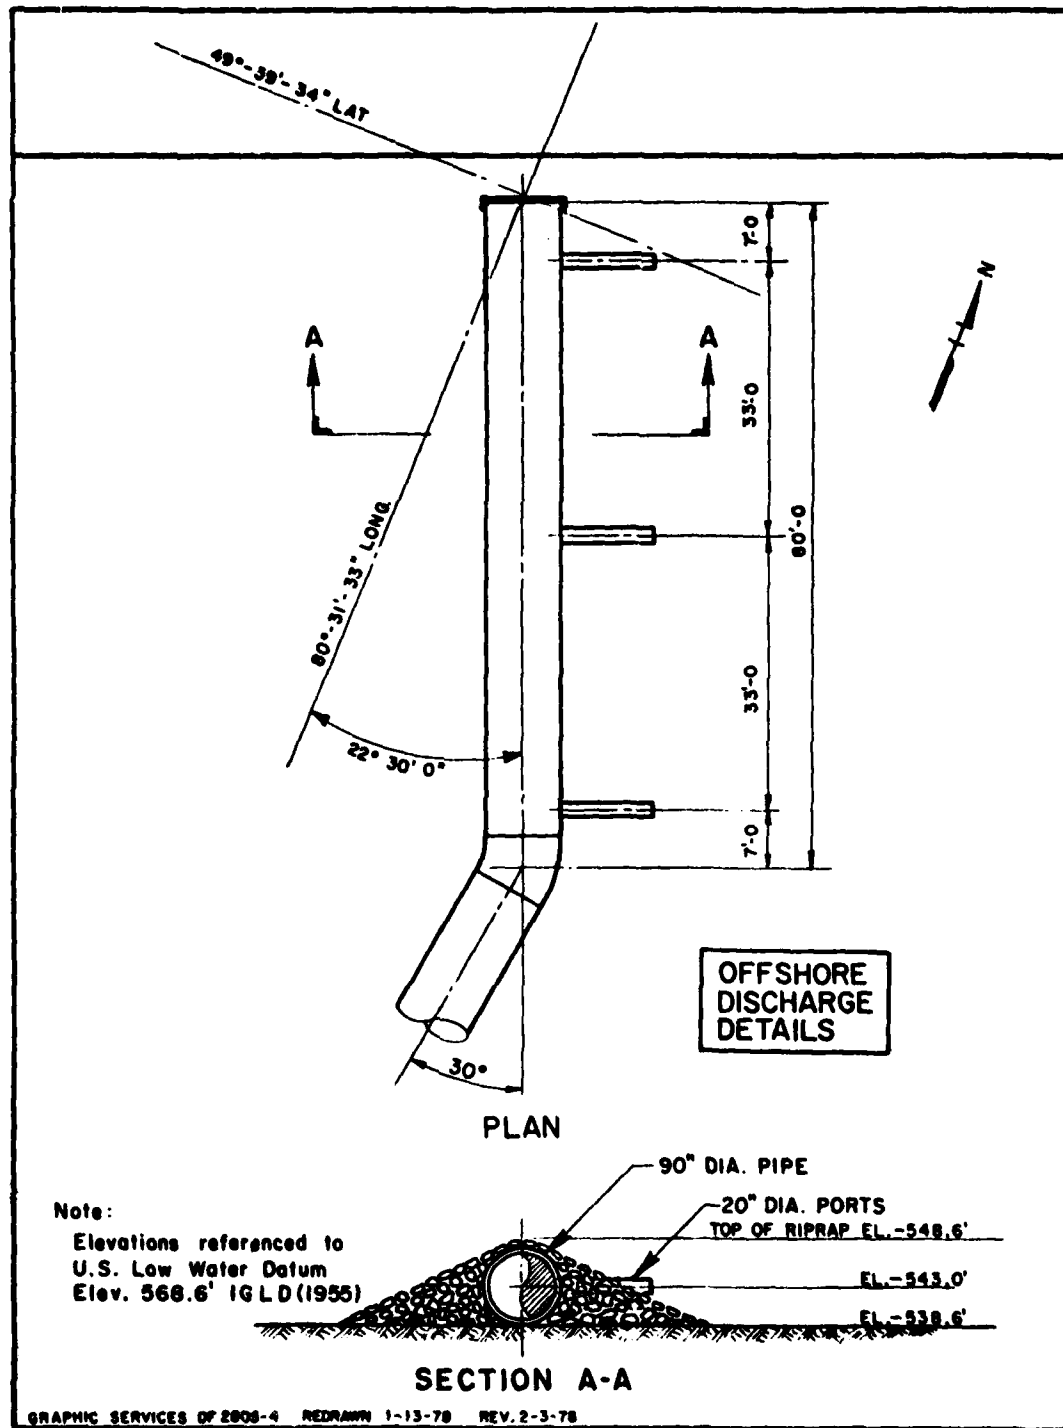 49°-39'-34" LAT
7'-0
N
A
A
33'-0
80'-0
80°-31'-33" LONG.
33'-0
22° 30' 0"
7'-0
OFFSHORE
DISCHARGE
DETAILS
30°
PLAN
90" DIA. PIPE
20" DIA. PORTS
TOP OF RIPRAP EL.-548.6'
Note:
Elevations referenced to
U.S. Low Water Datum
Elev. 568.6' IGLD(1955)
EL.-543.0'
EL.-538.6'
SECTION A-A
GRAPHIC SERVICES OF 2808-4 REDRAWN 1-13-78 REV. 2-3-78